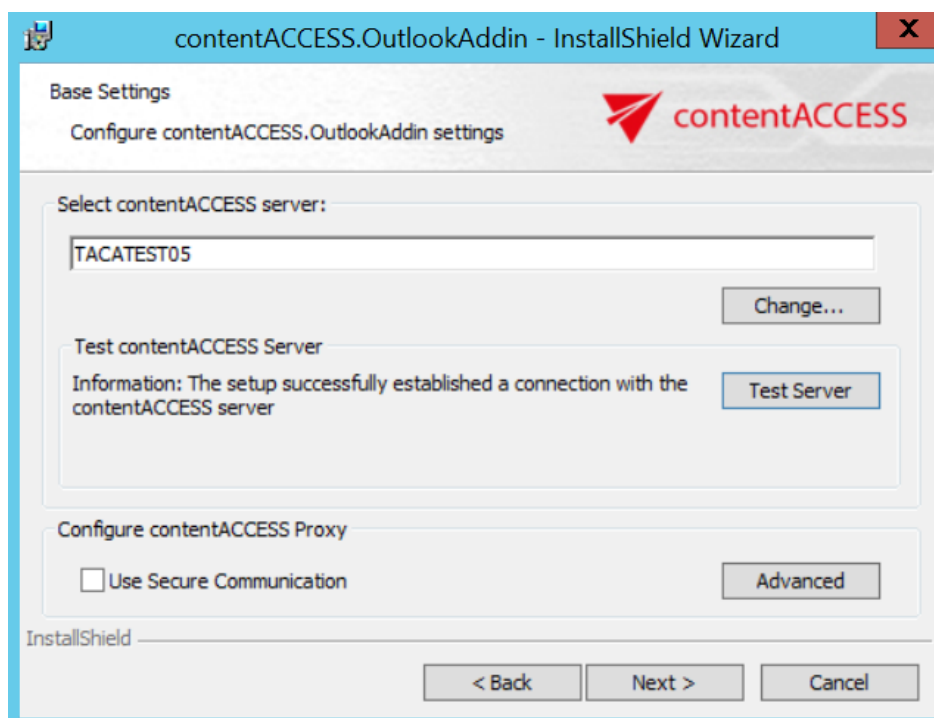 contentACCESS.OutlookAddin - InstallShield Wizard
X
Base Settings
Configure contentACCESS.OutlookAddin settings
contentACCESS
Select contentACCESS server:
TACATEST05
Change...
Test contentACCESS Server
Information: The setup successfully established a connection with the
contentACCESS server
Test Server
Configure contentACCESS Proxy
Use Secure Communication
Advanced
InstallShield
< Back
Next >
Cancel